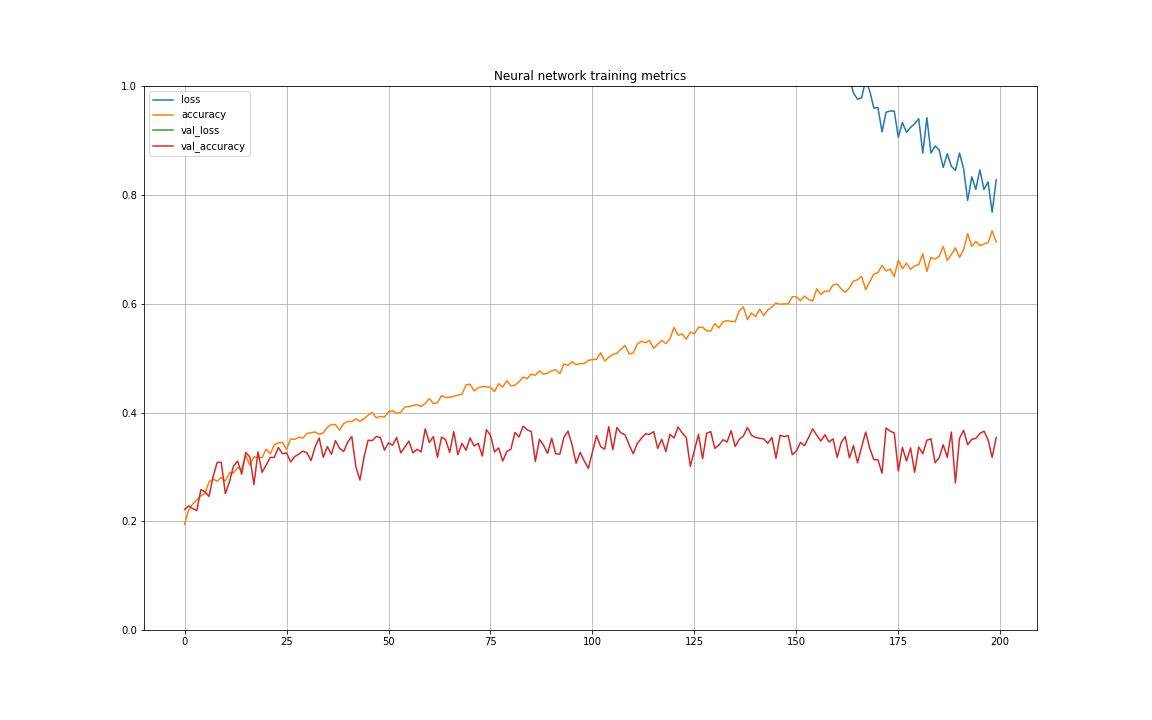 Neural network training metrics
1.0
loss
accuracy
val_loss
val_accuracy
0.8
0.6
0.4
0.2
0.0
0 25 50 75 100 125 150 175 200